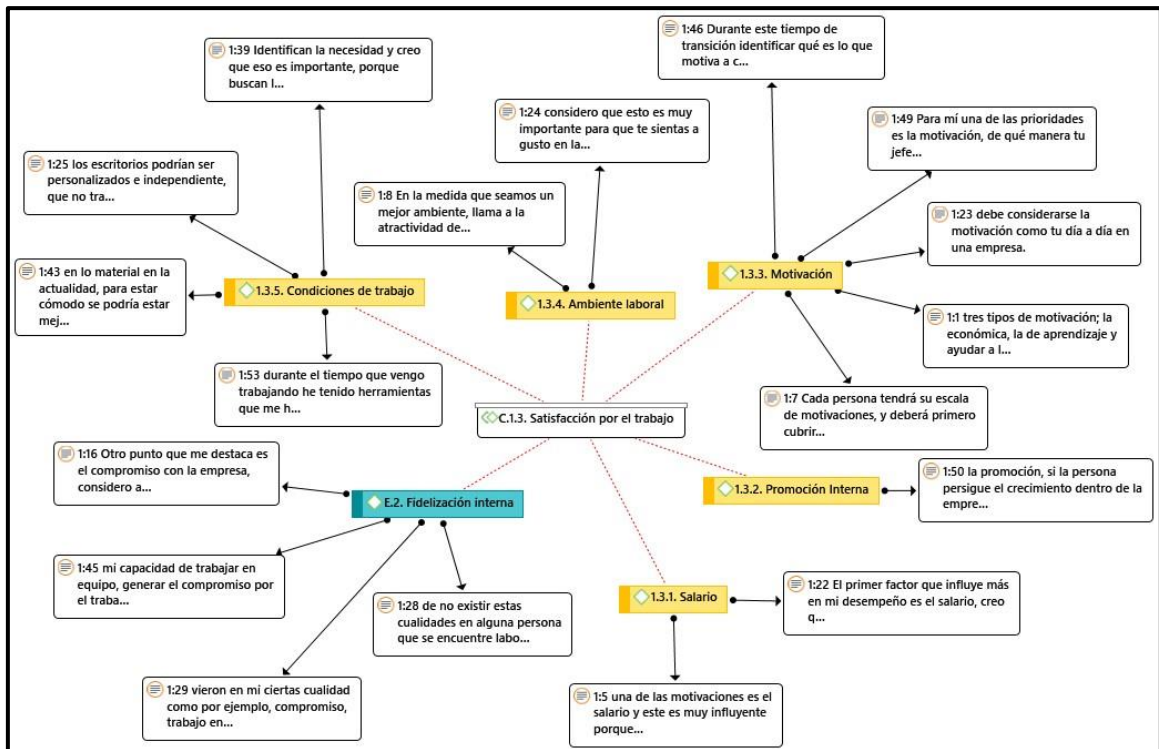 1:46 Durante este tiempo de
transición identificar qué es lo que
motiva a c...
1:39 Identifican la necesidad y creo
que eso es importante, porque
buscan l...
1:24 considero que esto es muy
importante para que te sientas a
gusto en la...
1:49 Para mí una de las prioridades
es la motivación, de qué manera tu
jefe...
1:25 los escritorios podrían ser
personalizados e independiente,
que no tra...
1:8 En la medida que seamos un
mejor ambiente, llama a la
atractividad de...
1:23 debe considerarse la
motivación como tu día a día en
una empresa.
1:43 en lo material en la
actualidad, para estar
cómodo se podría estar
mej...
1.3.5. Condiciones de trabajo
1.3.4. Ambiente laboral
1.3.3. Motivación
1:1 tres tipos de motivación; la
económica, la de aprendizaje y
ayudar a l...
1:53 durante el tiempo que vengo
trabajando he tenido herramientas
que me h...
1:7 Cada persona tendrá su escala
de motivaciones, y deberá primero
cubrir...
C.1.3. Satisfacción por el trabajo
1:16 Otro punto que me destaca es
el compromiso con la empresa,
considero a...
E.2. Fidelización interna
1.3.2. Promoción Interna
1:50 la promoción, si la persona
persigue el crecimiento dentro de la
empre...
1:45 mi capacidad de trabajar en
equipo, generar el compromiso por
el traba...
1:28 de no existir estas
cualidades en alguna persona
que se encuentre labo...
1.3.1. Salario
1:22 El primer factor que influye más
en mi desempeño es el salario, creo
q...
1:29 vieron en mi ciertas cualidad
como por ejemplo, compromiso,
trabajo en...
1:5 una de las motivaciones es el
salario y este es muy influyente
porque...